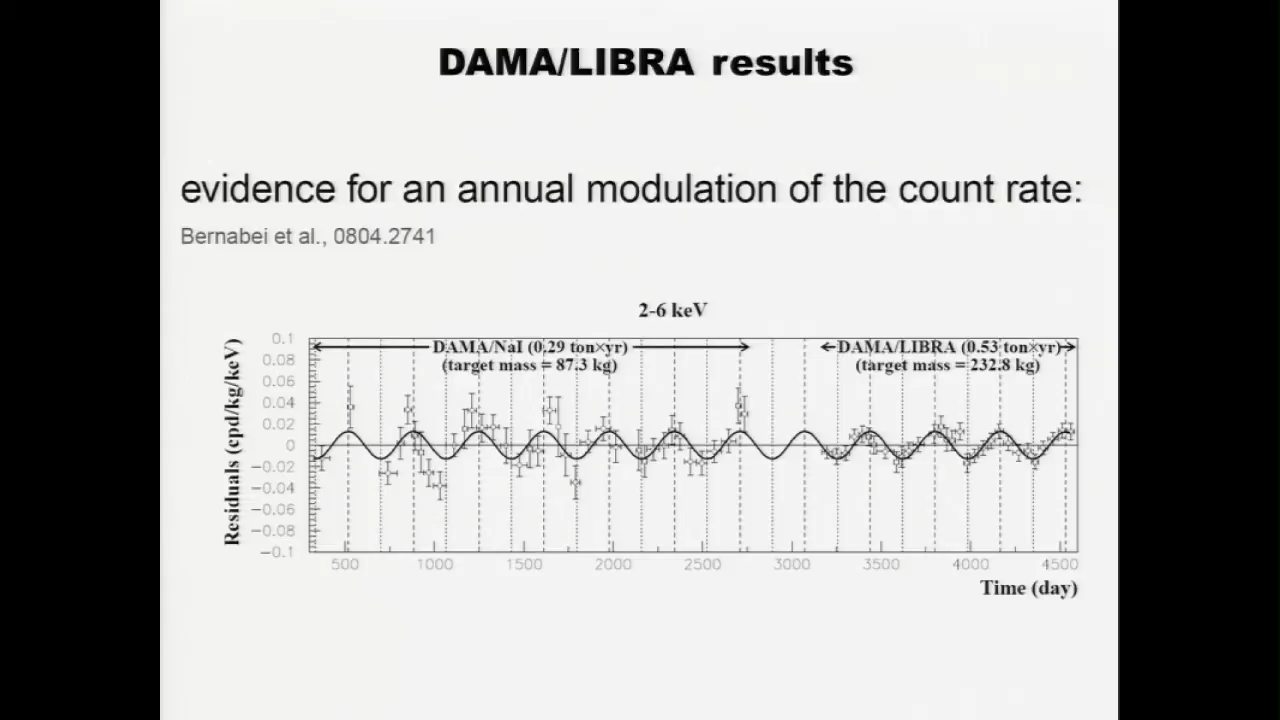 DAMA/LIBRA results
evidence for an annual modulation of the count rate:
Bernabei et al., 0804.2741
2-6 keV
Residuals (cpd/kg/keV)
0.1
0.08
0.06
0.04
0.02
0
−0.02
−0.04
−0.06
−0.08
−0.1
DAMA/NaI (0.29 ton×yr)
(target mass = 87.3 kg)
DAMA/LIBRA (0.53 ton×yr)
(target mass = 232.8 kg)
500 1000 1500 2000 2500 3000 3500 4000 4500
Time (day)